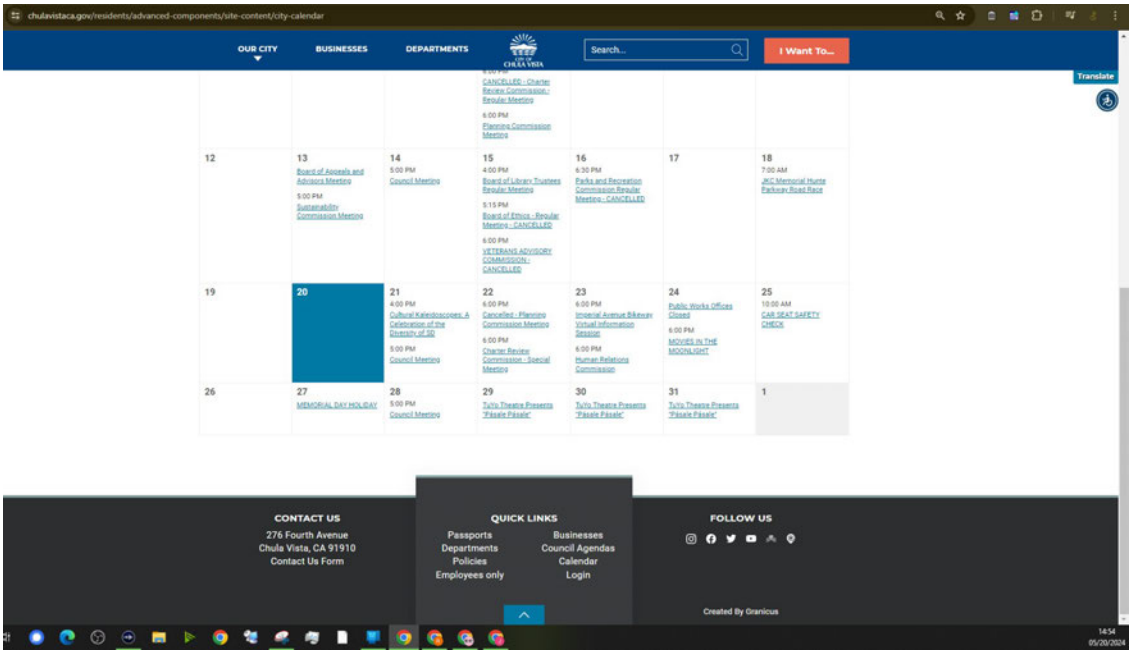 chulavistaca.gov/residents/advanced-components/site-content/city-calendar
OUR CITY
BUSINESSES
DEPARTMENTS
CITY OF
CHULA VISTA
Search...
I Want To...
Translate
6:00 PM
CANCELLED - Charter
Review Commission -
Regular Meeting
6:00 PM
Planning Commission
Meeting
12
13
Board of Appeals and
Advisors Meeting
5:00 PM
Sustainability
Commission Meeting
14
5:00 PM
Council Meeting
15
4:00 PM
Board of Library Trustees
Regular Meeting
5:15 PM
Board of Ethics - Regular
Meeting - CANCELLED
6:00 PM
VETERANS ADVISORY
COMMISSION -
CANCELLED
16
6:30 PM
Parks and Recreation
Commission Regular
Meeting - CANCELLED
17
18
7:00 AM
JKC Memorial Hunte
Parkway Road Race
19
20
21
4:00 PM
Cultural Kaleidoscopes: A
Celebration of the
Diversity of SD
5:00 PM
Council Meeting
22
6:00 PM
Cancelled - Planning
Commission Meeting
6:00 PM
Charter Review
Commission - Special
Meeting
23
6:00 PM
Imperial Avenue Bikeway
Virtual Information
Session
6:00 PM
Human Relations
Commission
24
Public Works Offices
Closed
6:00 PM
MOVIES IN THE
MOONLIGHT
25
10:00 AM
CAR SEAT SAFETY
CHECK
26
27
MEMORIAL DAY HOLIDAY
28
5:00 PM
Council Meeting
29
TuYo Theatre Presents
"Pásale Pásale"
30
TuYo Theatre Presents
"Pásale Pásale"
31
TuYo Theatre Presents
"Pásale Pásale"
1
CONTACT US
276 Fourth Avenue
Chula Vista, CA 91910
Contact Us Form
QUICK LINKS
Passports
Departments
Policies
Employees only
Businesses
Council Agendas
Calendar
Login
FOLLOW US
Created By Granicus
14:54
05/20/2024